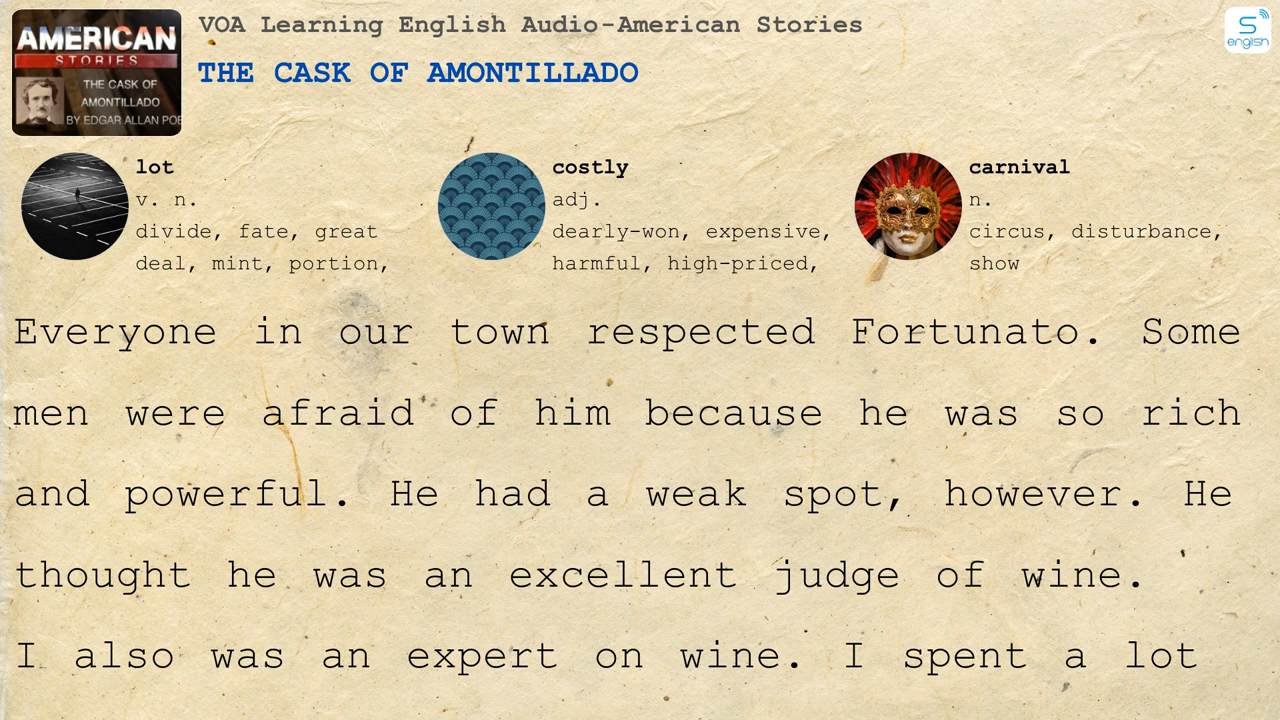 VOA Learning English Audio-American Stories
THE CASK OF AMONTILLADO
AMERICAN
STORIES
THE CASK OF
AMONTILLADO
BY EDGAR ALLAN POE
S
english
lot
v. n.
divide, fate, great
deal, mint, portion,
costly
adj.
dearly-won, expensive,
harmful, high-priced,
carnival
n.
circus, disturbance,
show
Everyone in our town respected Fortunato. Some
men were afraid of him because he was so rich
and powerful. He had a weak spot, however. He
thought he was an excellent judge of wine.
I also was an expert on wine. I spent a lot